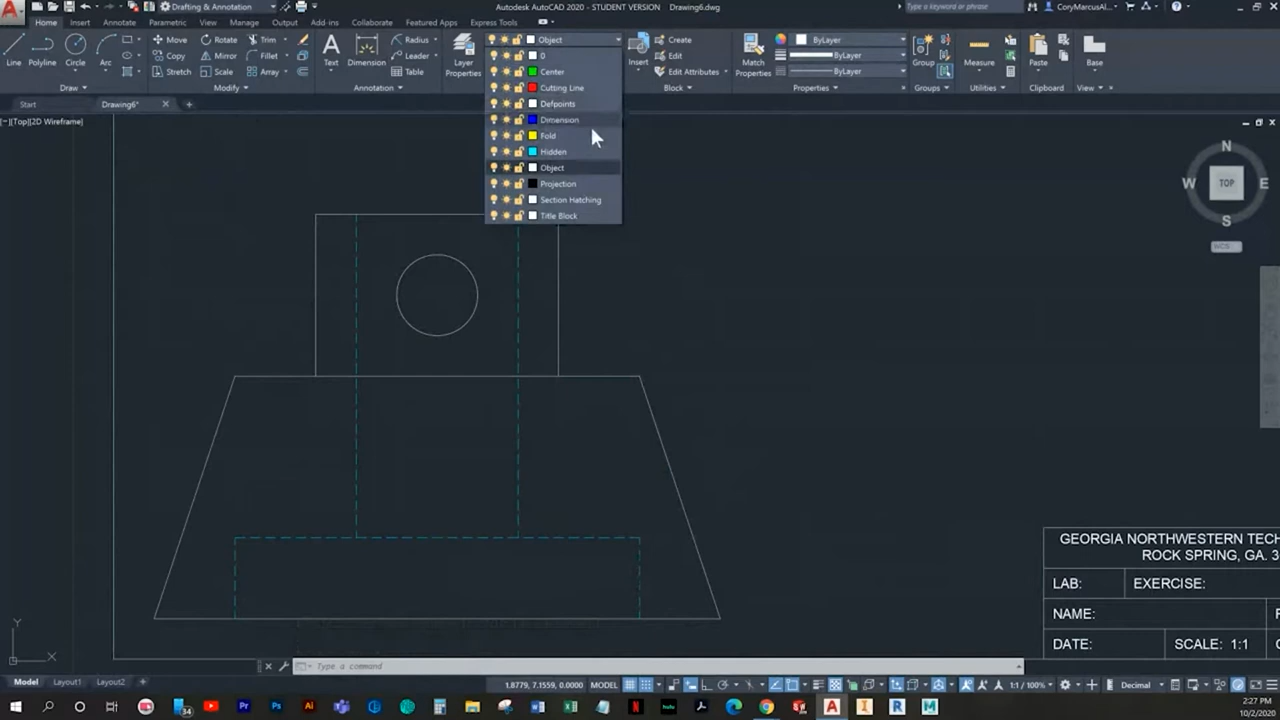 Drafting & Annotation
Autodesk AutoCAD 2020 - STUDENT VERSION Drawing6.dwg
Type a keyword or phrase
CoryMarcusAl...
Home Insert Annotate Parametric View Manage Output Add-ins Collaborate Featured Apps Express Tools
Line
Polyline
Circle
Arc
Move
Rotate
Trim
Copy
Mirror
Fillet
Stretch
Scale
Array
Text
Dimension
Radius
Leader
Table
Layer
Properties
Object
0
Center
Cutting Line
Defpoints
Dimension
Fold
Hidden
Object
Projection
Section Hatching
Title Block
Insert
Create
Edit
Edit Attributes
Match
Properties
ByLayer
ByLayer
ByLayer
Group
Measure
Paste
Base
Draw
Modify
Annotation
Block
Properties
Groups
Utilities
Clipboard
View
Start
Drawing6*
[−][Top][2D Wireframe]
N
W
TOP
E
S
WCS
GEORGIA NORTHWESTERN TECH
ROCK SPRING, GA. 3
LAB:
EXERCISE:
NAME:
DATE:
SCALE: 1:1
Y
X
Type a command
Model Layout1 Layout2
1.8779, 7.1559, 0.0000 MODEL
1:1 / 100%
Decimal
34
hulu
2:27 PM
10/2/2020